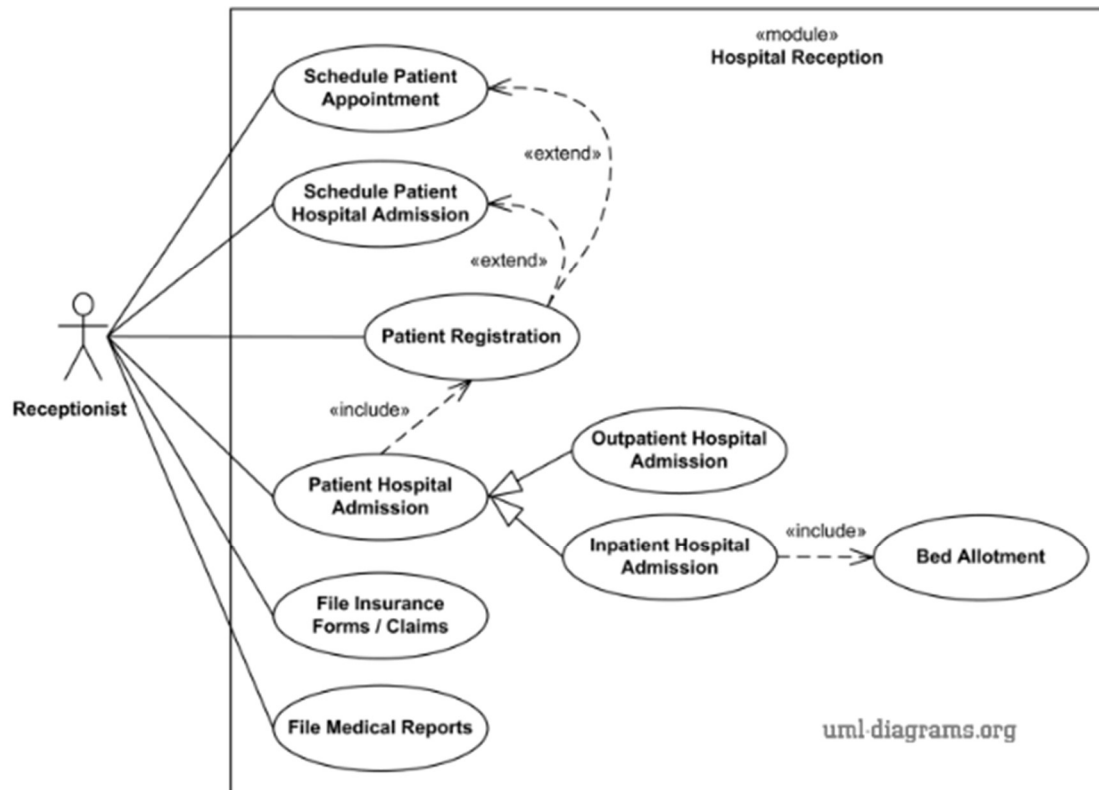 «module»
Hospital Reception
Schedule Patient
Appointment
«extend»
Schedule Patient
Hospital Admission
«extend»
Patient Registration
Receptionist
«include»
Outpatient Hospital
Admission
Patient Hospital
Admission
Inpatient Hospital
Admission
«include»
Bed Allotment
File Insurance
Forms / Claims
File Medical Reports
uml-diagrams.org